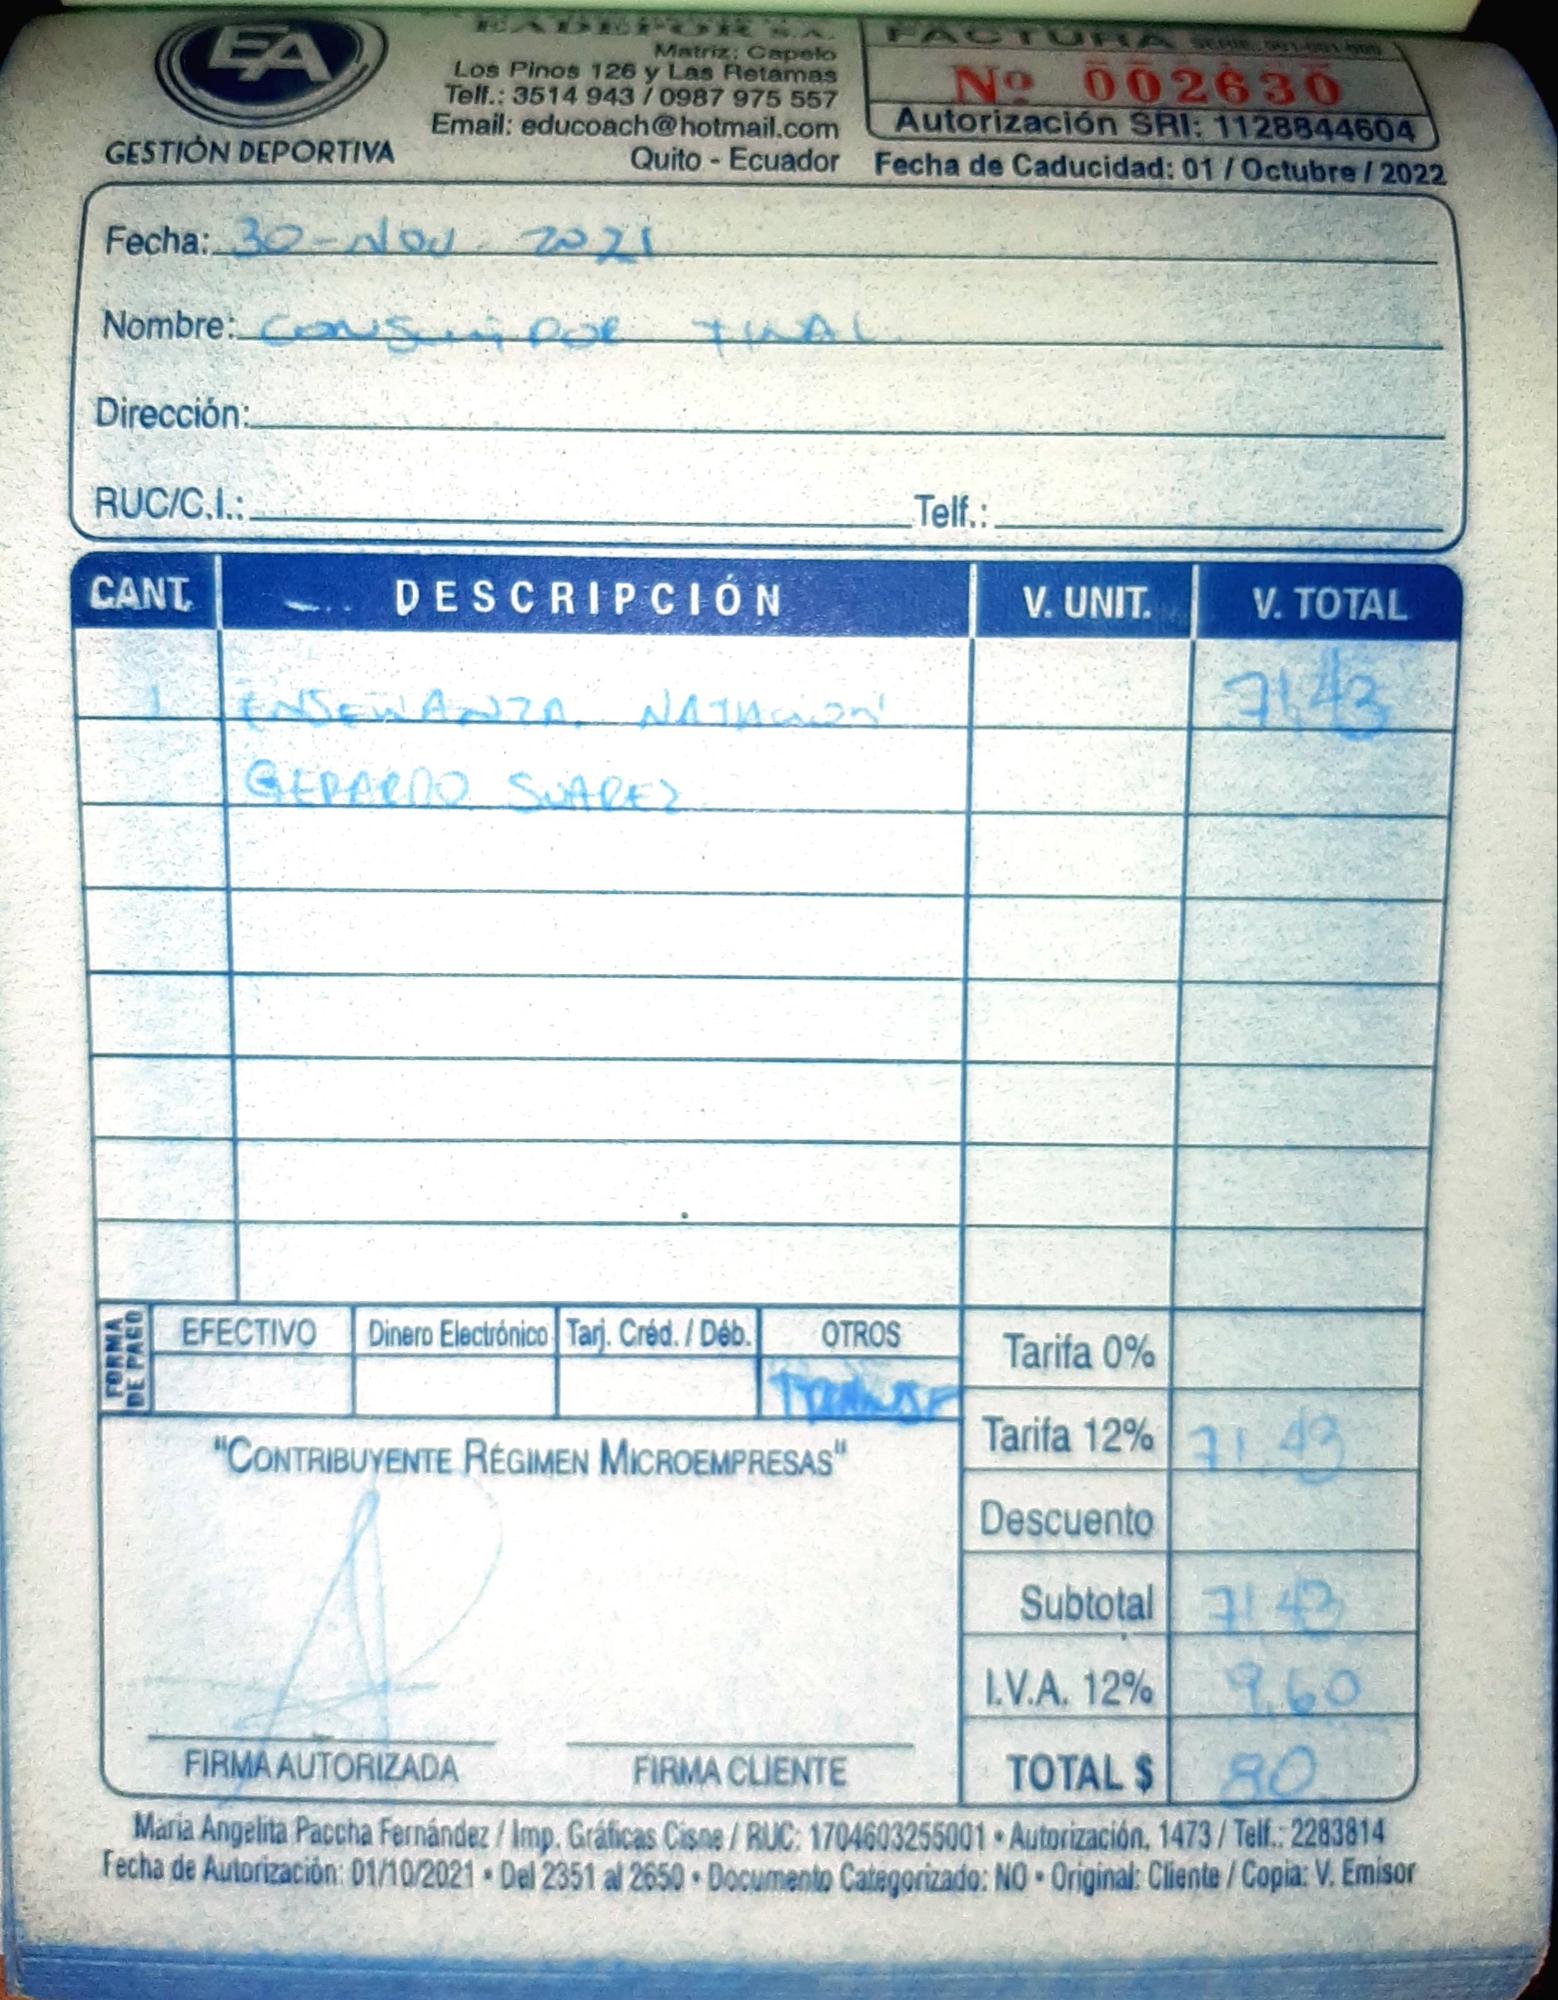 EA
GESTIÓN DEPORTIVA
EADEPOR S.A.
Matriz: Capelo
Los Pinos 126 y Las Retamas
Telf.: 3514 943 / 0987 975 557
Email: educoach@hotmail.com
Quito - Ecuador
FACTURA
Nº 002630
Autorización SRI: 1128844604
Fecha de Caducidad: 01 / Octubre / 2022
Fecha: 30-NOV 2021
Nombre: CONSUMIDOR FINAL
Dirección:
RUC/C.I.: Telf.:
CANT. DESCRIPCIÓN V. UNIT. V. TOTAL
1 ENSEÑANZA NATACION 71,43
GERARDO SUAREZ
FORMA DE PAGO EFECTIVO Dinero Electrónico Tarj. Créd. / Déb. OTROS
TRANSF
Tarifa 0%
Tarifa 12% 71.43
Descuento
Subtotal 71.43
I.V.A. 12% 9.60
TOTAL $ 80
"CONTRIBUYENTE RÉGIMEN MICROEMPRESAS"
FIRMA AUTORIZADA FIRMA CLIENTE
Maria Angelita Paccha Fernández / Imp. Gráficas Cisne / RUC: 1704603255001 • Autorización. 1473 / Telf.: 2283814
Fecha de Autorización: 01/10/2021 • Del 2351 al 2650 • Documento Categorizado: NO • Original: Cliente / Copia: V. Emisor